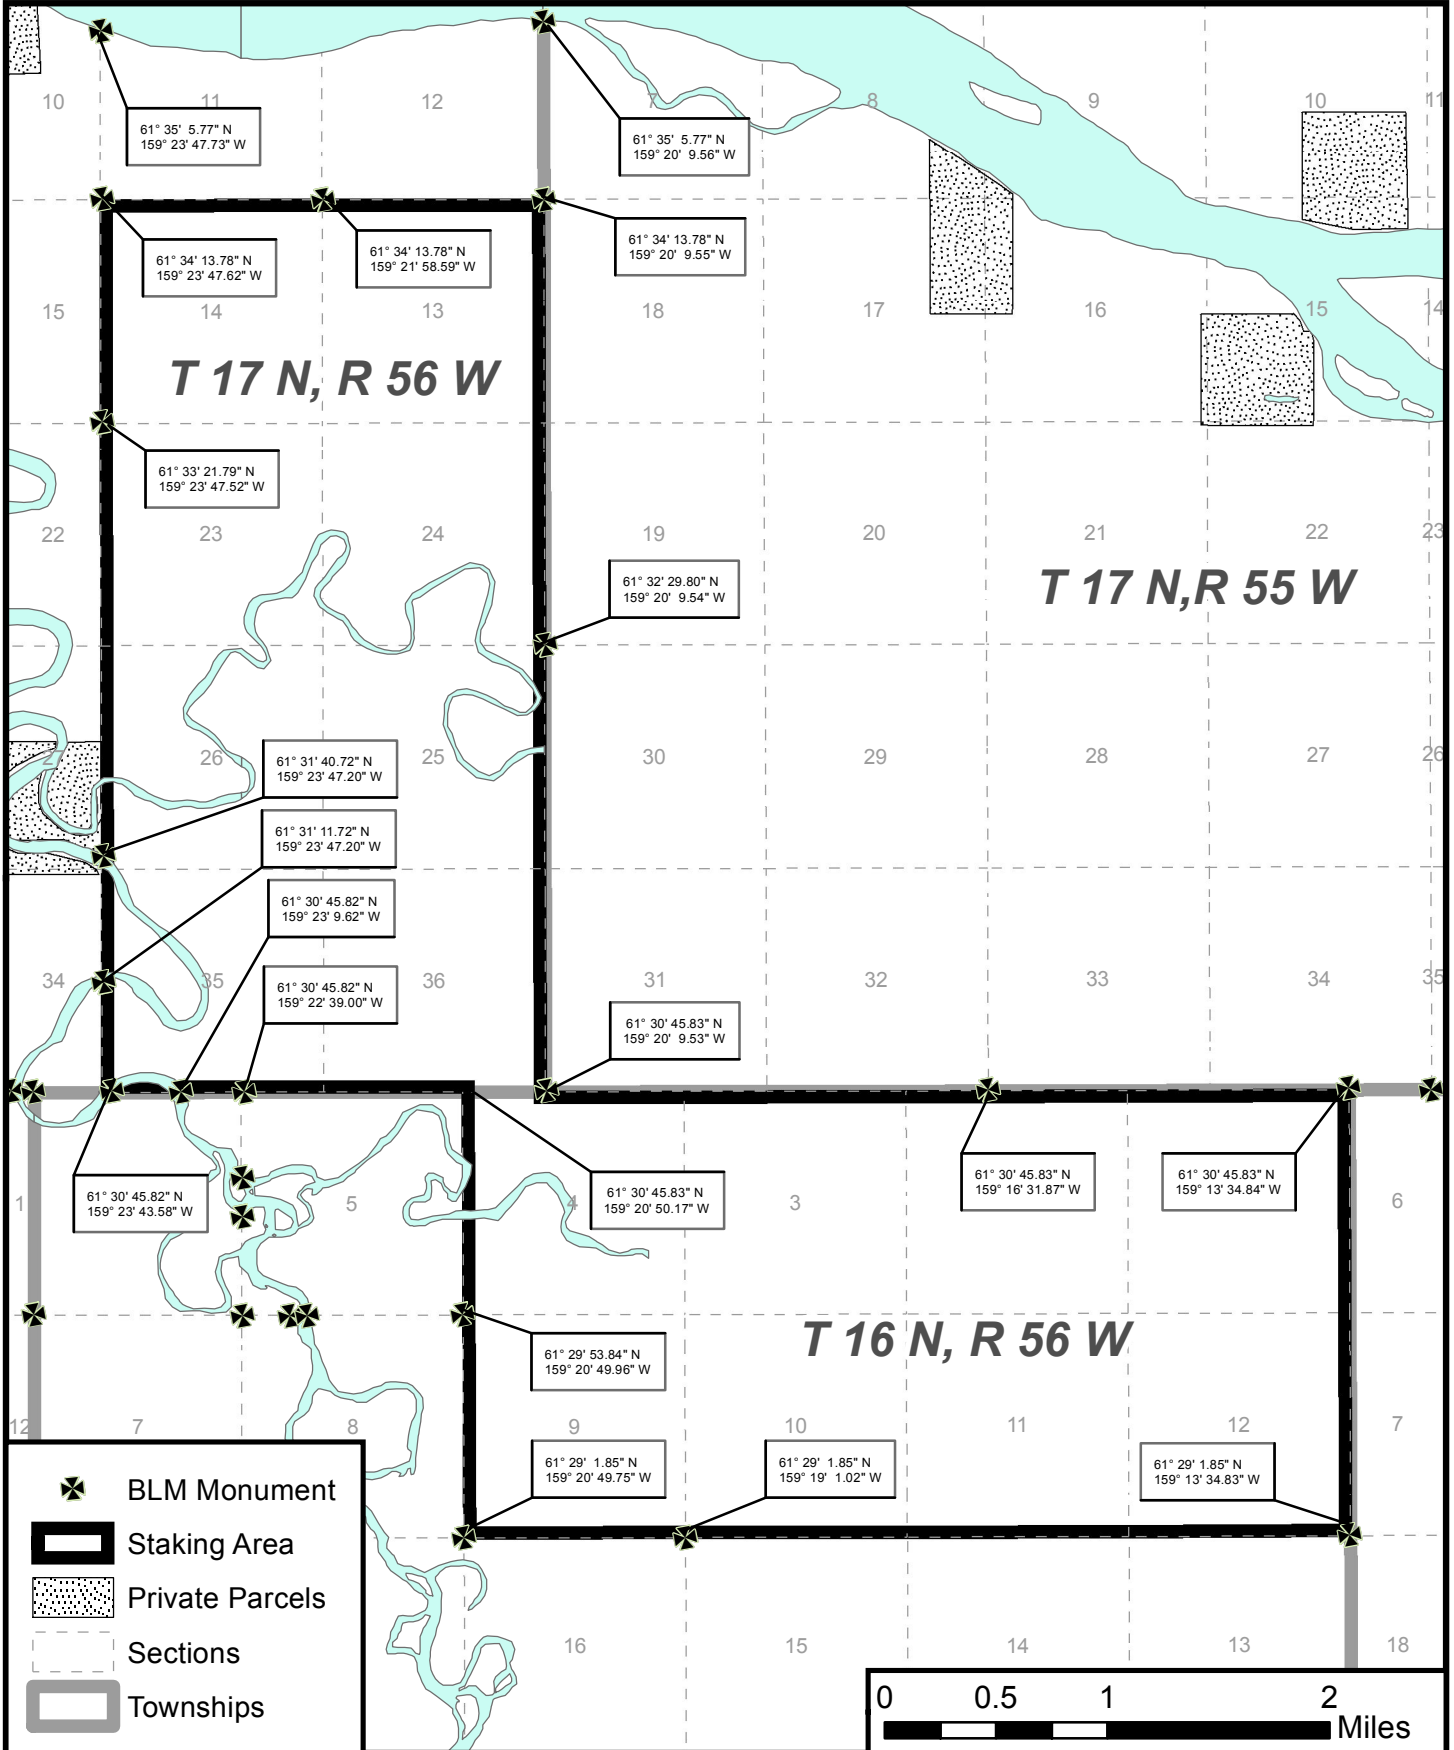 10
11
12
7
8
9
10
11
61° 35' 5.77" N
159° 23' 47.73" W
61° 35' 5.77" N
159° 20' 9.56" W
61° 34' 13.78" N
159° 23' 47.62" W
61° 34' 13.78" N
159° 21' 58.59" W
61° 34' 13.78" N
159° 20' 9.55" W
15
14
13
18
17
16
15
14
T 17 N, R 56 W
61° 33' 21.79" N
159° 23' 47.52" W
22
23
24
19
20
21
22
23
61° 32' 29.80" N
159° 20' 9.54" W
T 17 N,R 55 W
27
26
25
30
29
28
27
26
61° 31' 40.72" N
159° 23' 47.20" W
61° 31' 11.72" N
159° 23' 47.20" W
61° 30' 45.82" N
159° 23' 9.62" W
34
35
36
31
32
33
34
35
61° 30' 45.82" N
159° 22' 39.00" W
61° 30' 45.83" N
159° 20' 9.53" W
1
61° 30' 45.82" N
159° 23' 43.58" W
5
4
61° 30' 45.83" N
159° 20' 50.17" W
3
61° 30' 45.83" N
159° 16' 31.87" W
61° 30' 45.83" N
159° 13' 34.84" W
6
T 16 N, R 56 W
61° 29' 53.84" N
159° 20' 49.96" W
12
7
8
9
10
11
12
7
61° 29' 1.85" N
159° 20' 49.75" W
61° 29' 1.85" N
159° 19' 1.02" W
61° 29' 1.85" N
159° 13' 34.83" W
BLM Monument
Staking Area
Private Parcels
Sections
Townships
16
15
14
13
18
0 0.5 1 2
Miles